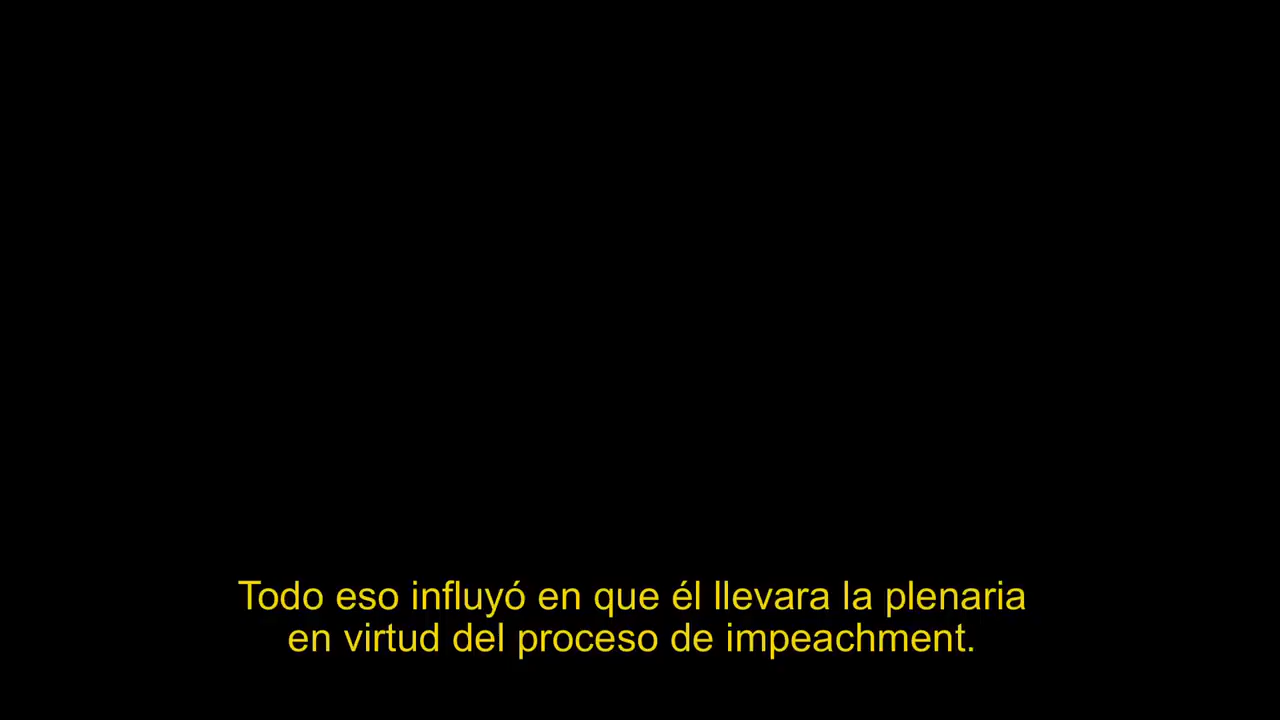 Todo eso influyó en que él llevara la plenaria
en virtud del proceso de impeachment.